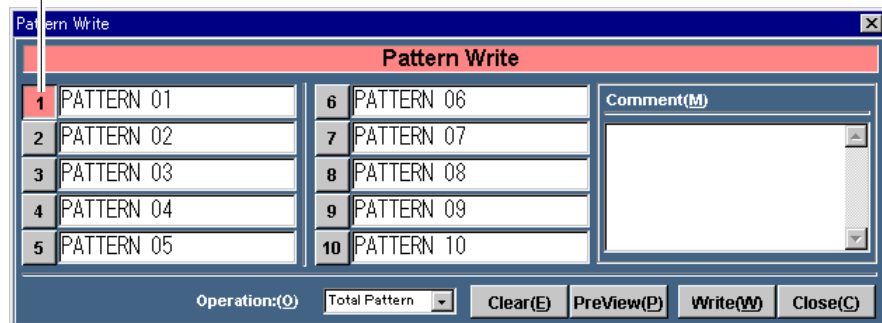 Pattern Write
Pattern Write
1 PATTERN 01
2 PATTERN 02
3 PATTERN 03
4 PATTERN 04
5 PATTERN 05
6 PATTERN 06
7 PATTERN 07
8 PATTERN 08
9 PATTERN 09
10 PATTERN 10
Comment(M)
Operation:(O) Total Pattern Clear(E) PreView(P) Write(W) Close(C)